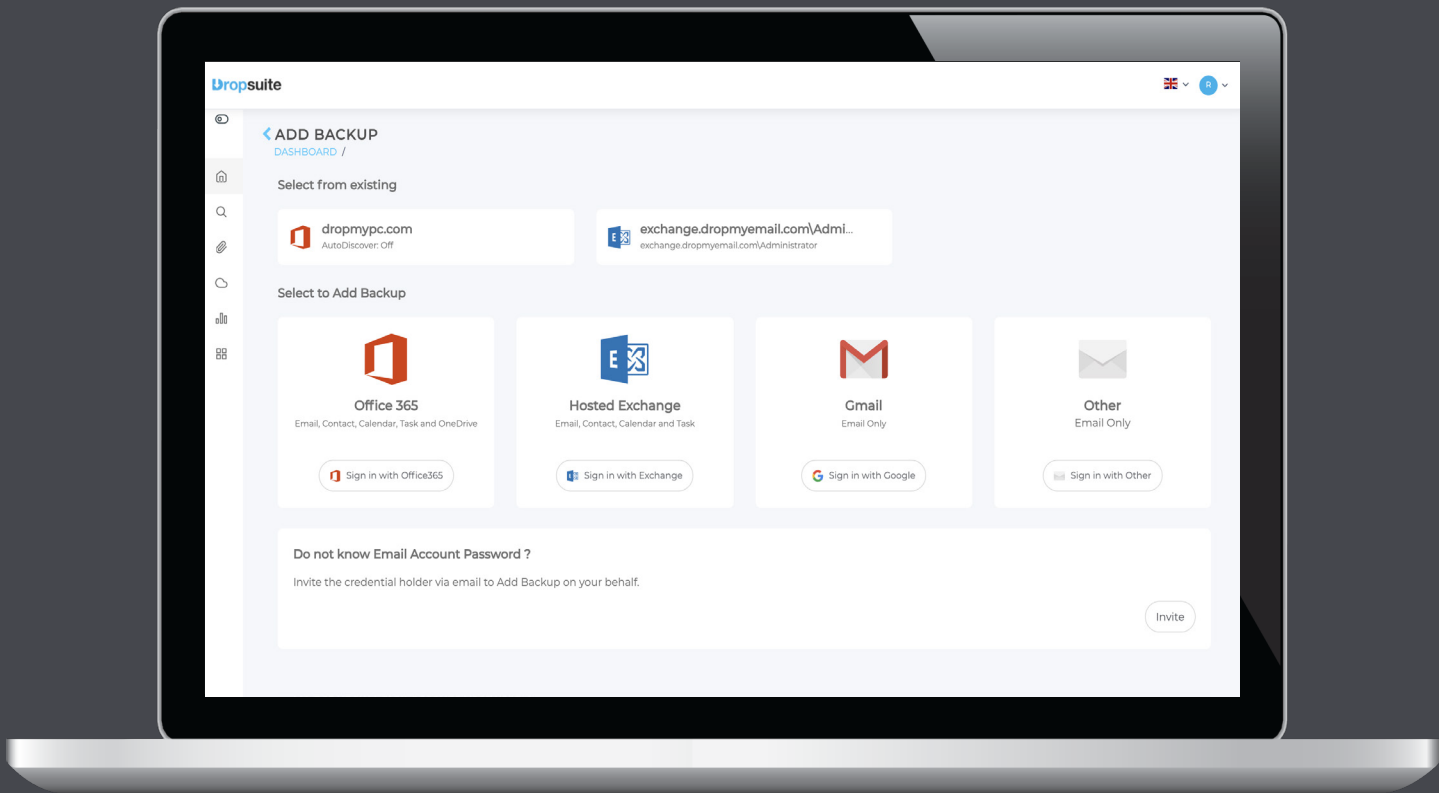 Dropsuite
R
ADD BACKUP
DASHBOARD /
Select from existing
dropmypc.com
AutoDiscover: Off
E
exchange.dropmyemail.com\Admi...
exchange.dropmyemail.com\Administrator
Select to Add Backup
E
Office 365
Email, Contact, Calendar, Task and OneDrive
Sign in with Office365
Hosted Exchange
Email, Contact, Calendar and Task
Sign in with Exchange
Gmail
Email Only
Sign in with Google
Other
Email Only
Sign in with Other
Do not know Email Account Password ?
Invite the credential holder via email to Add Backup on your behalf.
Invite